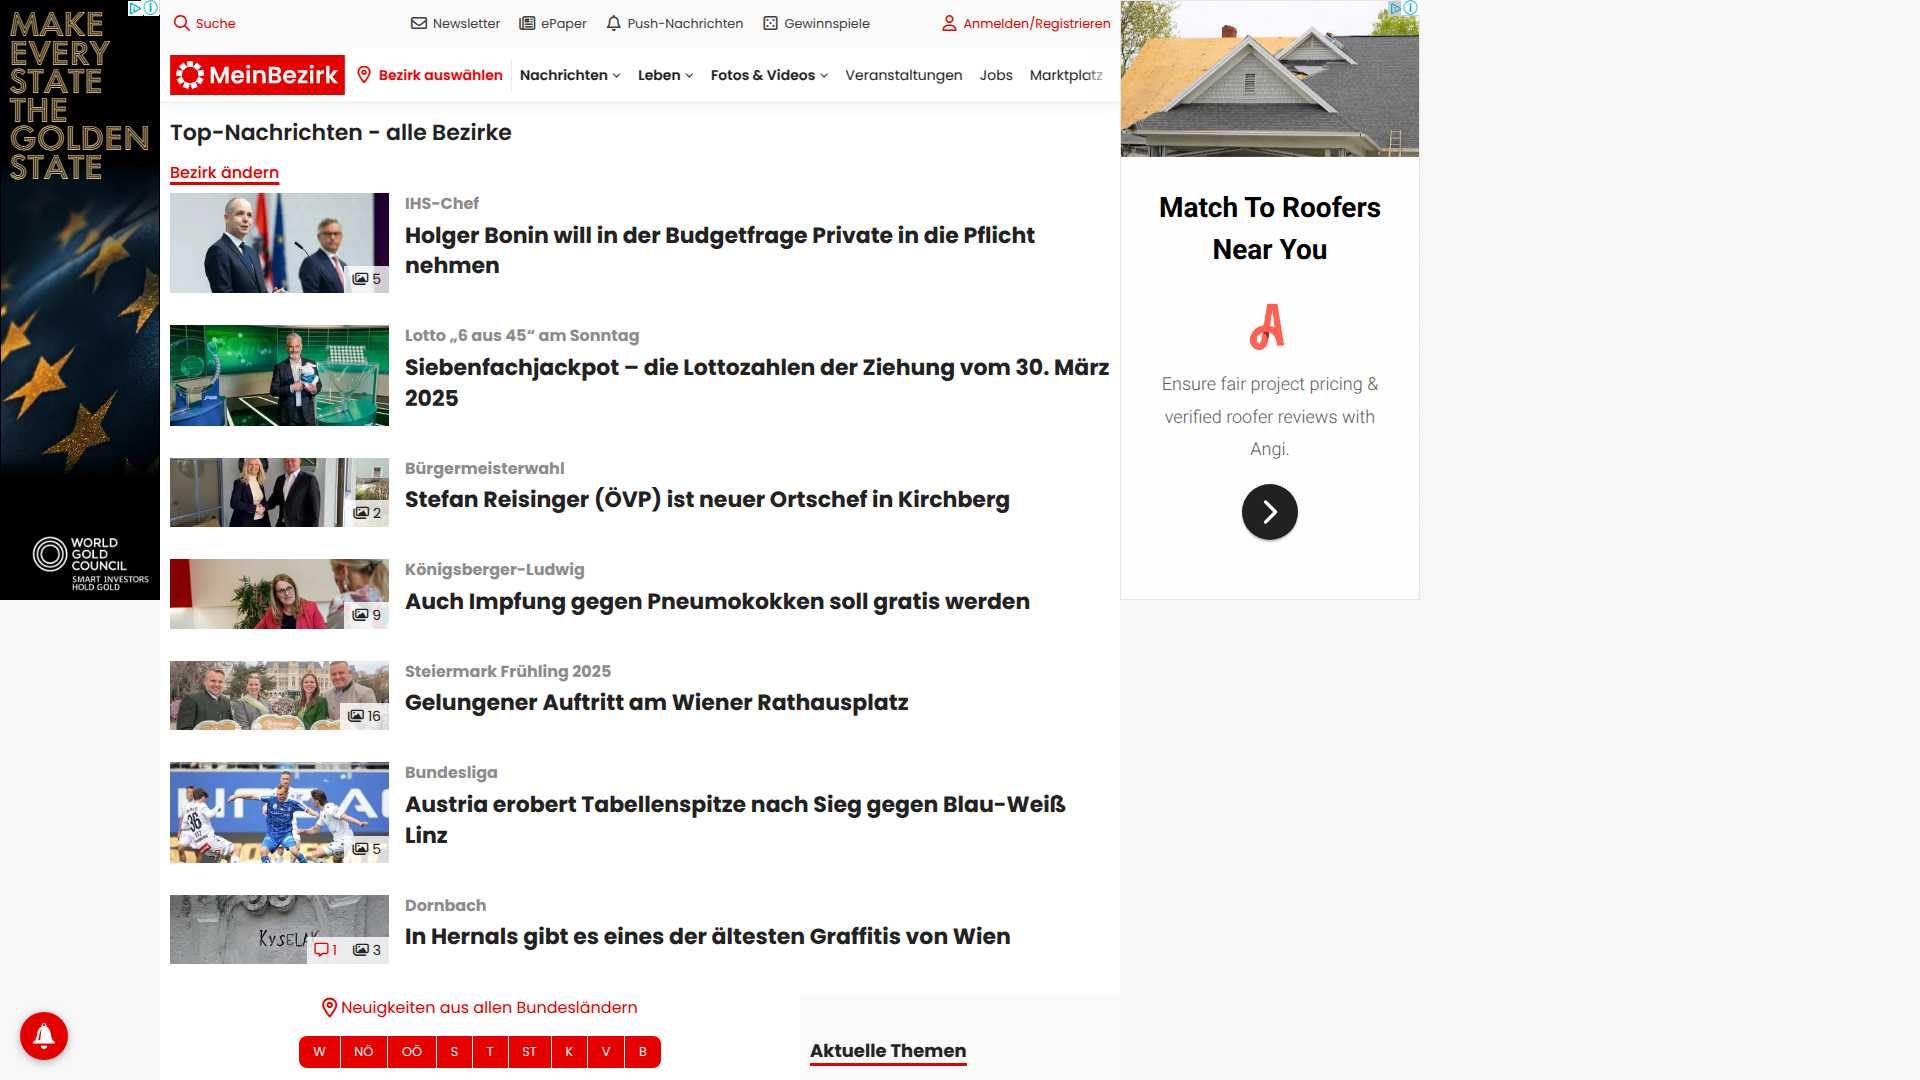 MAKE
EVERY
STATE
THE
GOLDEN
STATE
WORLD
GOLD
COUNCIL
SMART INVESTORS
HOLD GOLD
Suche
Newsletter
ePaper
Push-Nachrichten
Gewinnspiele
Anmelden/Registrieren
MeinBezirk
Bezirk auswählen
Nachrichten
Leben
Fotos & Videos
Veranstaltungen
Jobs
Marktplatz
Top-Nachrichten - alle Bezirke
Bezirk ändern
5
IHS-Chef
Holger Bonin will in der Budgetfrage Private in die Pflicht
nehmen
Lotto „6 aus 45“ am Sonntag
Siebenfachjackpot – die Lottozahlen der Ziehung vom 30. März
2025
2
Bürgermeisterwahl
Stefan Reisinger (ÖVP) ist neuer Ortschef in Kirchberg
9
Königsberger-Ludwig
Auch Impfung gegen Pneumokokken soll gratis werden
16
Steiermark Frühling 2025
Gelungener Auftritt am Wiener Rathausplatz
36
5
Bundesliga
Austria erobert Tabellenspitze nach Sieg gegen Blau-Weiß
Linz
KYSELAK
1
3
Dornbach
In Hernals gibt es eines der ältesten Graffitis von Wien
Neuigkeiten aus allen Bundesländern
W
NÖ
OÖ
S
T
ST
K
V
B
Aktuelle Themen
Match To Roofers
Near You
Ensure fair project pricing &
verified roofer reviews with
Angi.